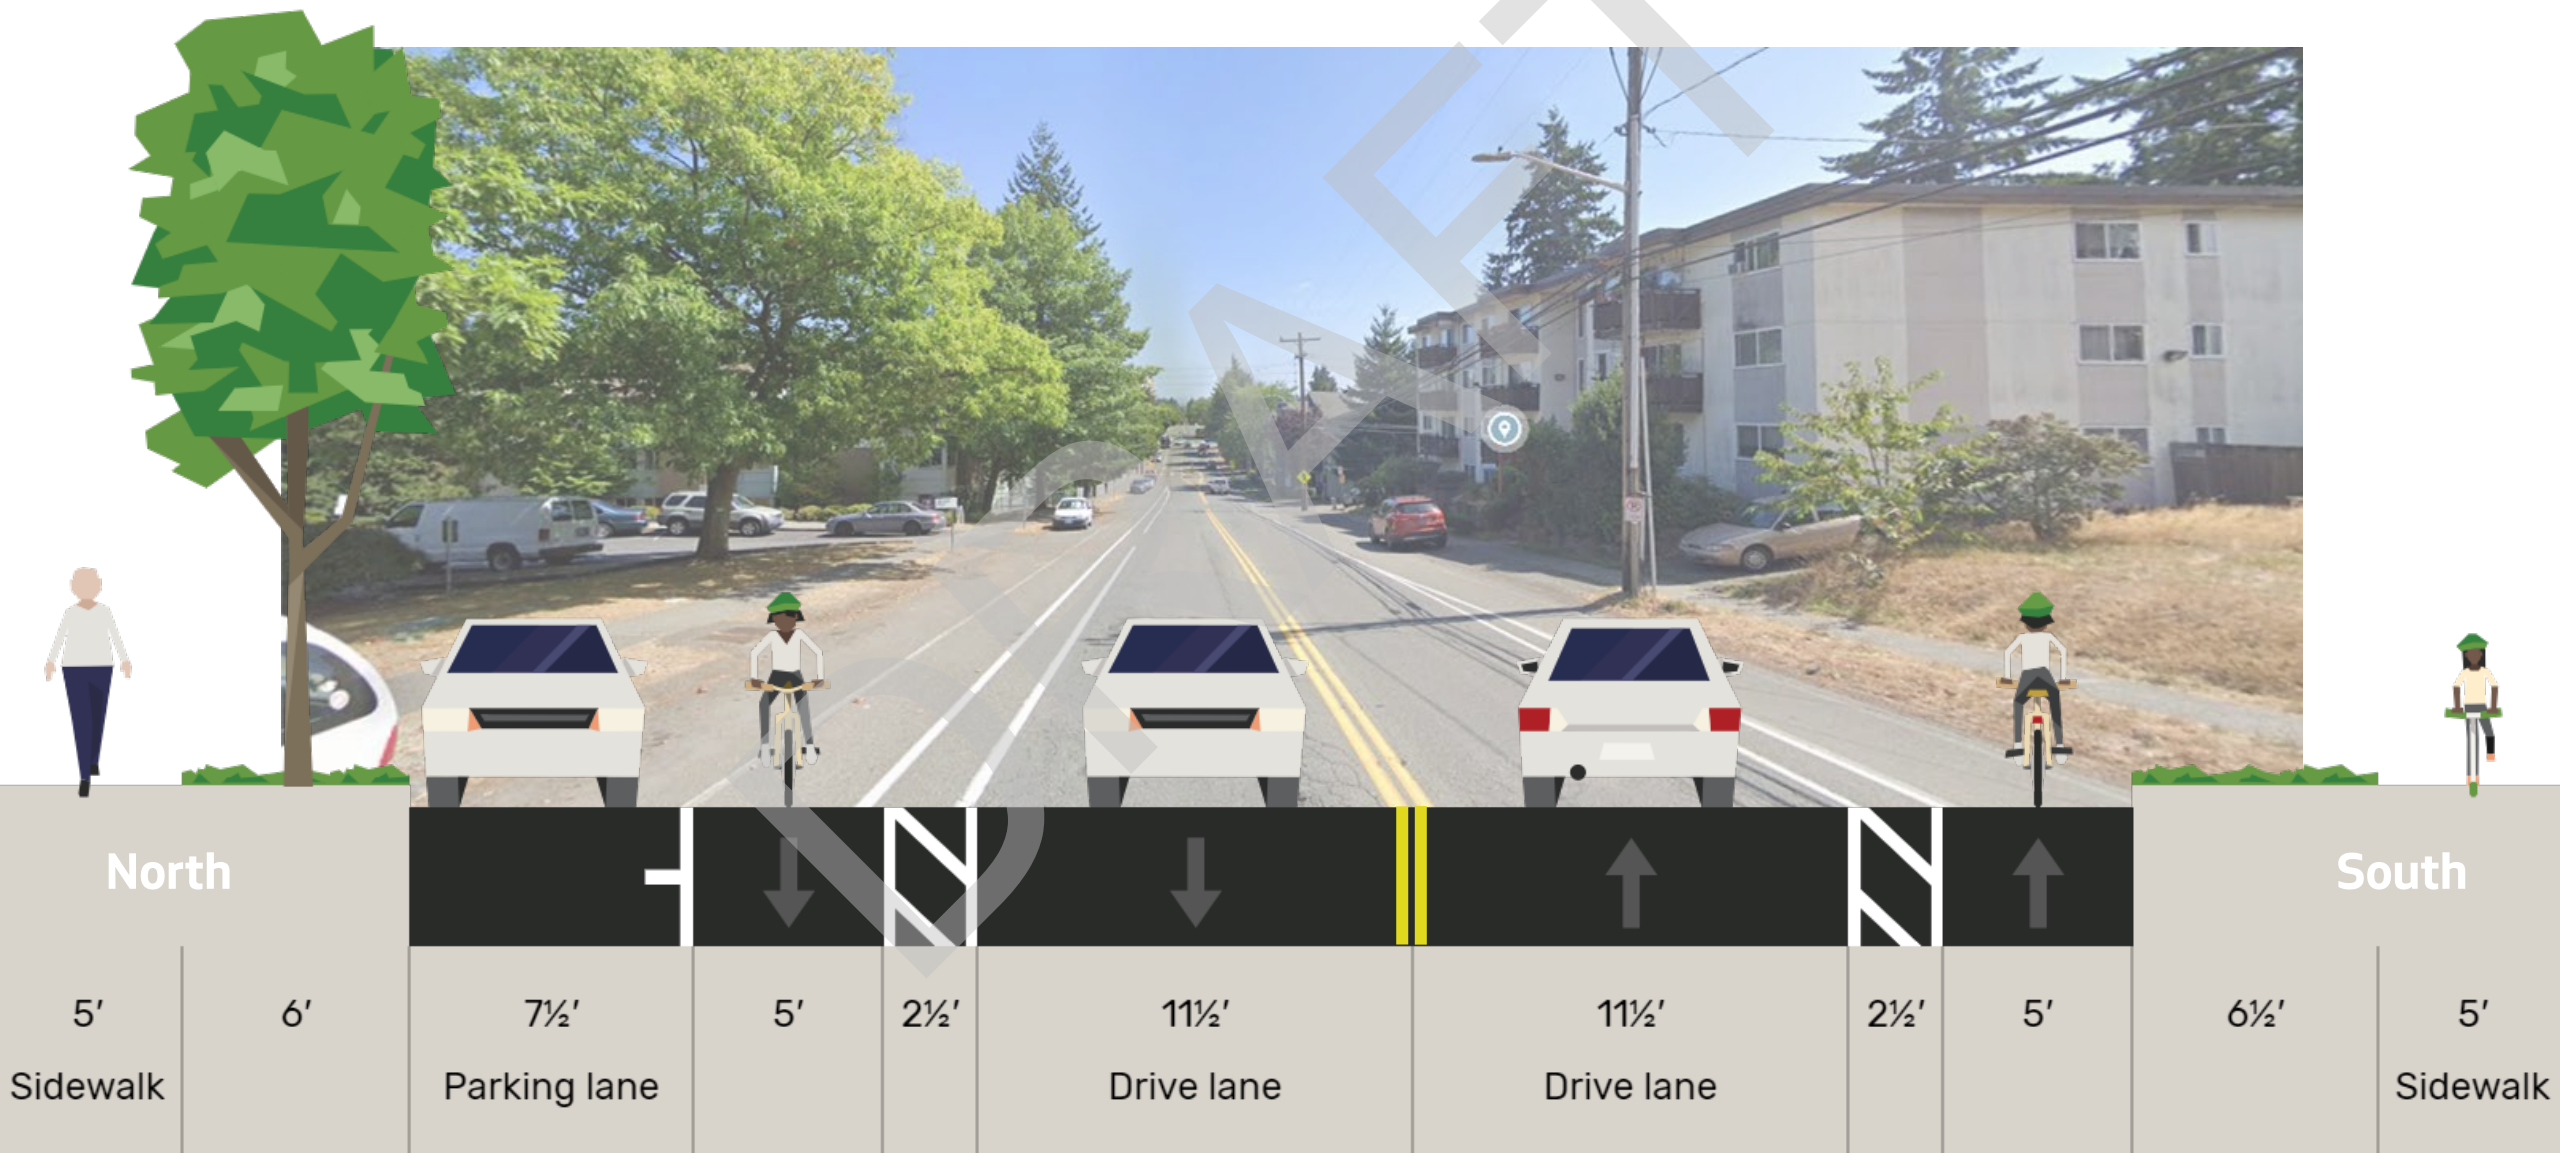 DRAFT
North
South
5′ 6′ 7½′ 5′ 2½′ 11½′ 11½′ 2½′ 5′ 6½′ 5′
Sidewalk Parking lane Drive lane Drive lane Sidewalk